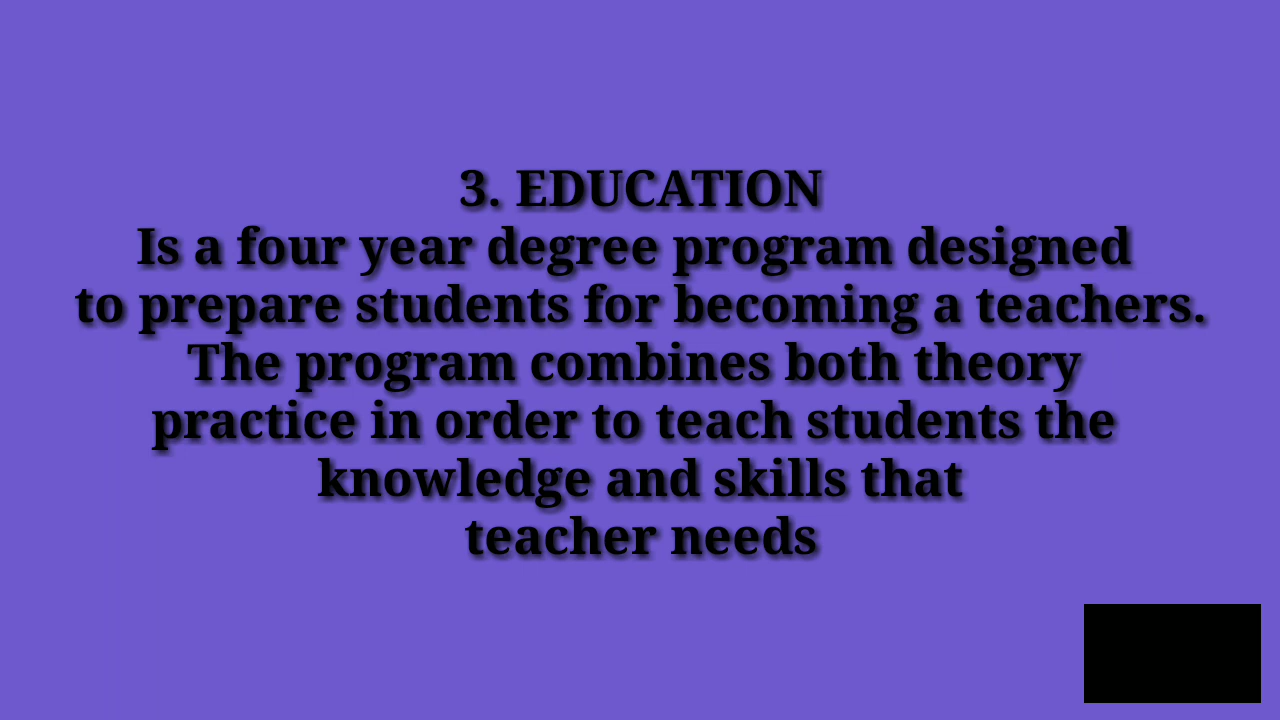 3. EDUCATION
Is a four year degree program designed
to prepare students for becoming a teachers.
The program combines both theory
practice in order to teach students the
knowledge and skills that
teacher needs